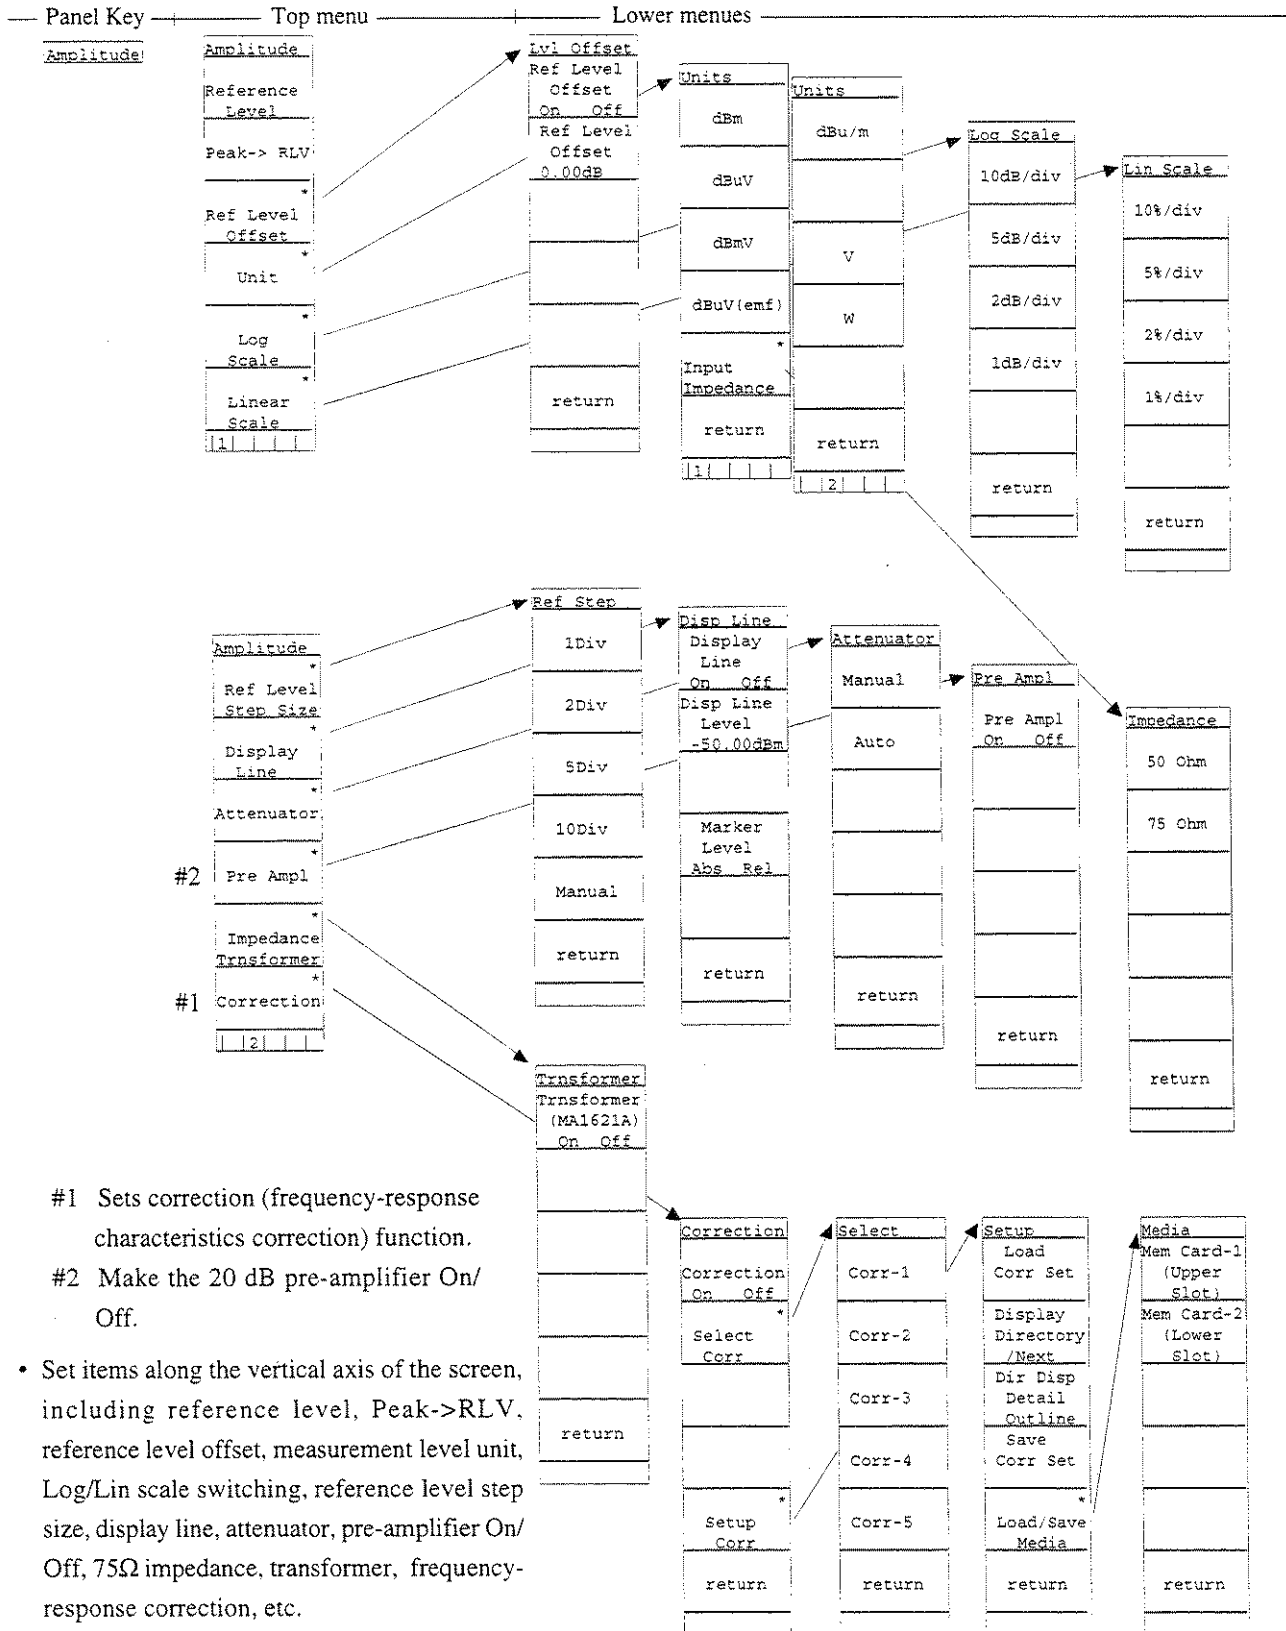 Panel Key
Top menu
Lower menues
Amplitude
Amplitude
Reference
Level
Peak-> RLV
*
Ref Level
Offset
*
Unit
*
Log
Scale
*
Linear
Scale
1
Lvl Offset
Ref Level
Offset
On Off
Ref Level
Offset
0.00dB
return
Units
dBm
dBuV
dBmV
dBuV(emf)
*
Input
Impedance
return
1
Units
dBu/m
V
W
return
2
Log Scale
10dB/div
5dB/div
2dB/div
1dB/div
return
Lin Scale
10%/div
5%/div
2%/div
1%/div
return
Amplitude
*
Ref Level
Step Size
*
Display
Line
*
Attenuator
*
#2 Pre Ampl
*
Impedance
Trnsformer
*
#1 Correction
2
Ref Step
1Div
2Div
5Div
10Div
Manual
return
Disp Line
Display
Line
On Off
Disp Line
Level
-50.00dBm
Marker
Level
Abs Rel
return
Attenuator
Manual
Auto
return
Pre Ampl
Pre Ampl
On Off
return
Impedance
50 Ohm
75 Ohm
return
Trnsformer
Trnsformer
(MA1621A)
On Off
return
Correction
Correction
On Off
*
Select
Corr
*
Setup
Corr
return
Select
Corr-1
Corr-2
Corr-3
Corr-4
Corr-5
return
Setup
Load
Corr Set
Display
Directory
/Next
Dir Disp
Detail
Outline
Save
Corr Set
*
Load/Save
Media
return
Media
Mem Card-1
(Upper
Slot)
Mem Card-2
(Lower
Slot)
return
#1 Sets correction (frequency-response
characteristics correction) function.
#2 Make the 20 dB pre-amplifier On/
Off.
• Set items along the vertical axis of the screen,
including reference level, Peak->RLV,
reference level offset, measurement level unit,
Log/Lin scale switching, reference level step
size, display line, attenuator, pre-amplifier On/
Off, 75Ω impedance, transformer, frequency-
response correction, etc.